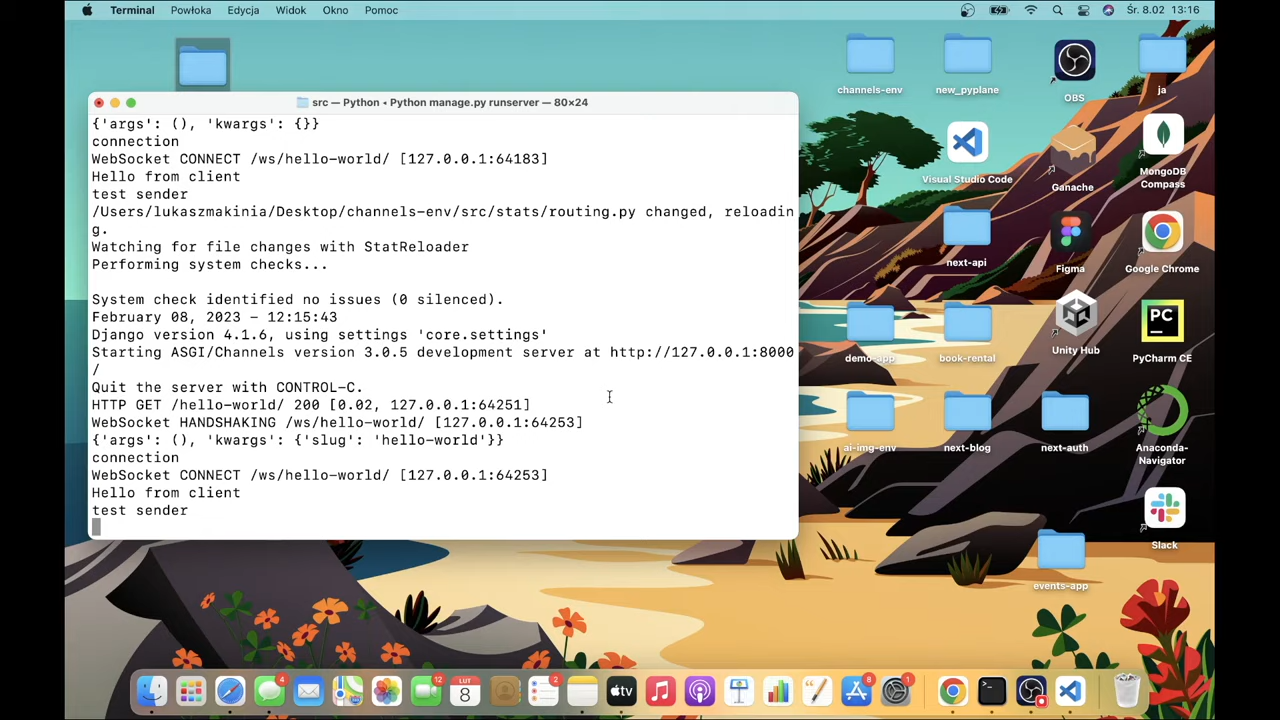 Terminal Powłoka Edycja Widok Okno Pomoc Śr. 8.02 13:16
src — Python • Python manage.py runserver — 80×24
{'args': (), 'kwargs': {}}
connection
WebSocket CONNECT /ws/hello-world/ [127.0.0.1:64183]
Hello from client
test sender
/Users/lukaszmakinia/Desktop/channels-env/src/stats/routing.py changed, reloadin
g.
Watching for file changes with StatReloader
Performing system checks...
System check identified no issues (0 silenced).
February 08, 2023 - 12:15:43
Django version 4.1.6, using settings 'core.settings'
Starting ASGI/Channels version 3.0.5 development server at http://127.0.0.1:8000
/
Quit the server with CONTROL-C.
HTTP GET /hello-world/ 200 [0.02, 127.0.0.1:64251]
WebSocket HANDSHAKING /ws/hello-world/ [127.0.0.1:64253]
{'args': (), 'kwargs': {'slug': 'hello-world'}}
connection
WebSocket CONNECT /ws/hello-world/ [127.0.0.1:64253]
Hello from client
test sender
channels-env
new_pyplane
OBS
ja
Visual Studio Code
Ganache
MongoDB
Compass
next-api
Figma
Google Chrome
demo-app
book-rental
Unity Hub
PC
PyCharm CE
ai-img-env
next-blog
next-auth
Anaconda-
Navigator
Slack
events-app
4
12
LUT
8
2
tv
8
1